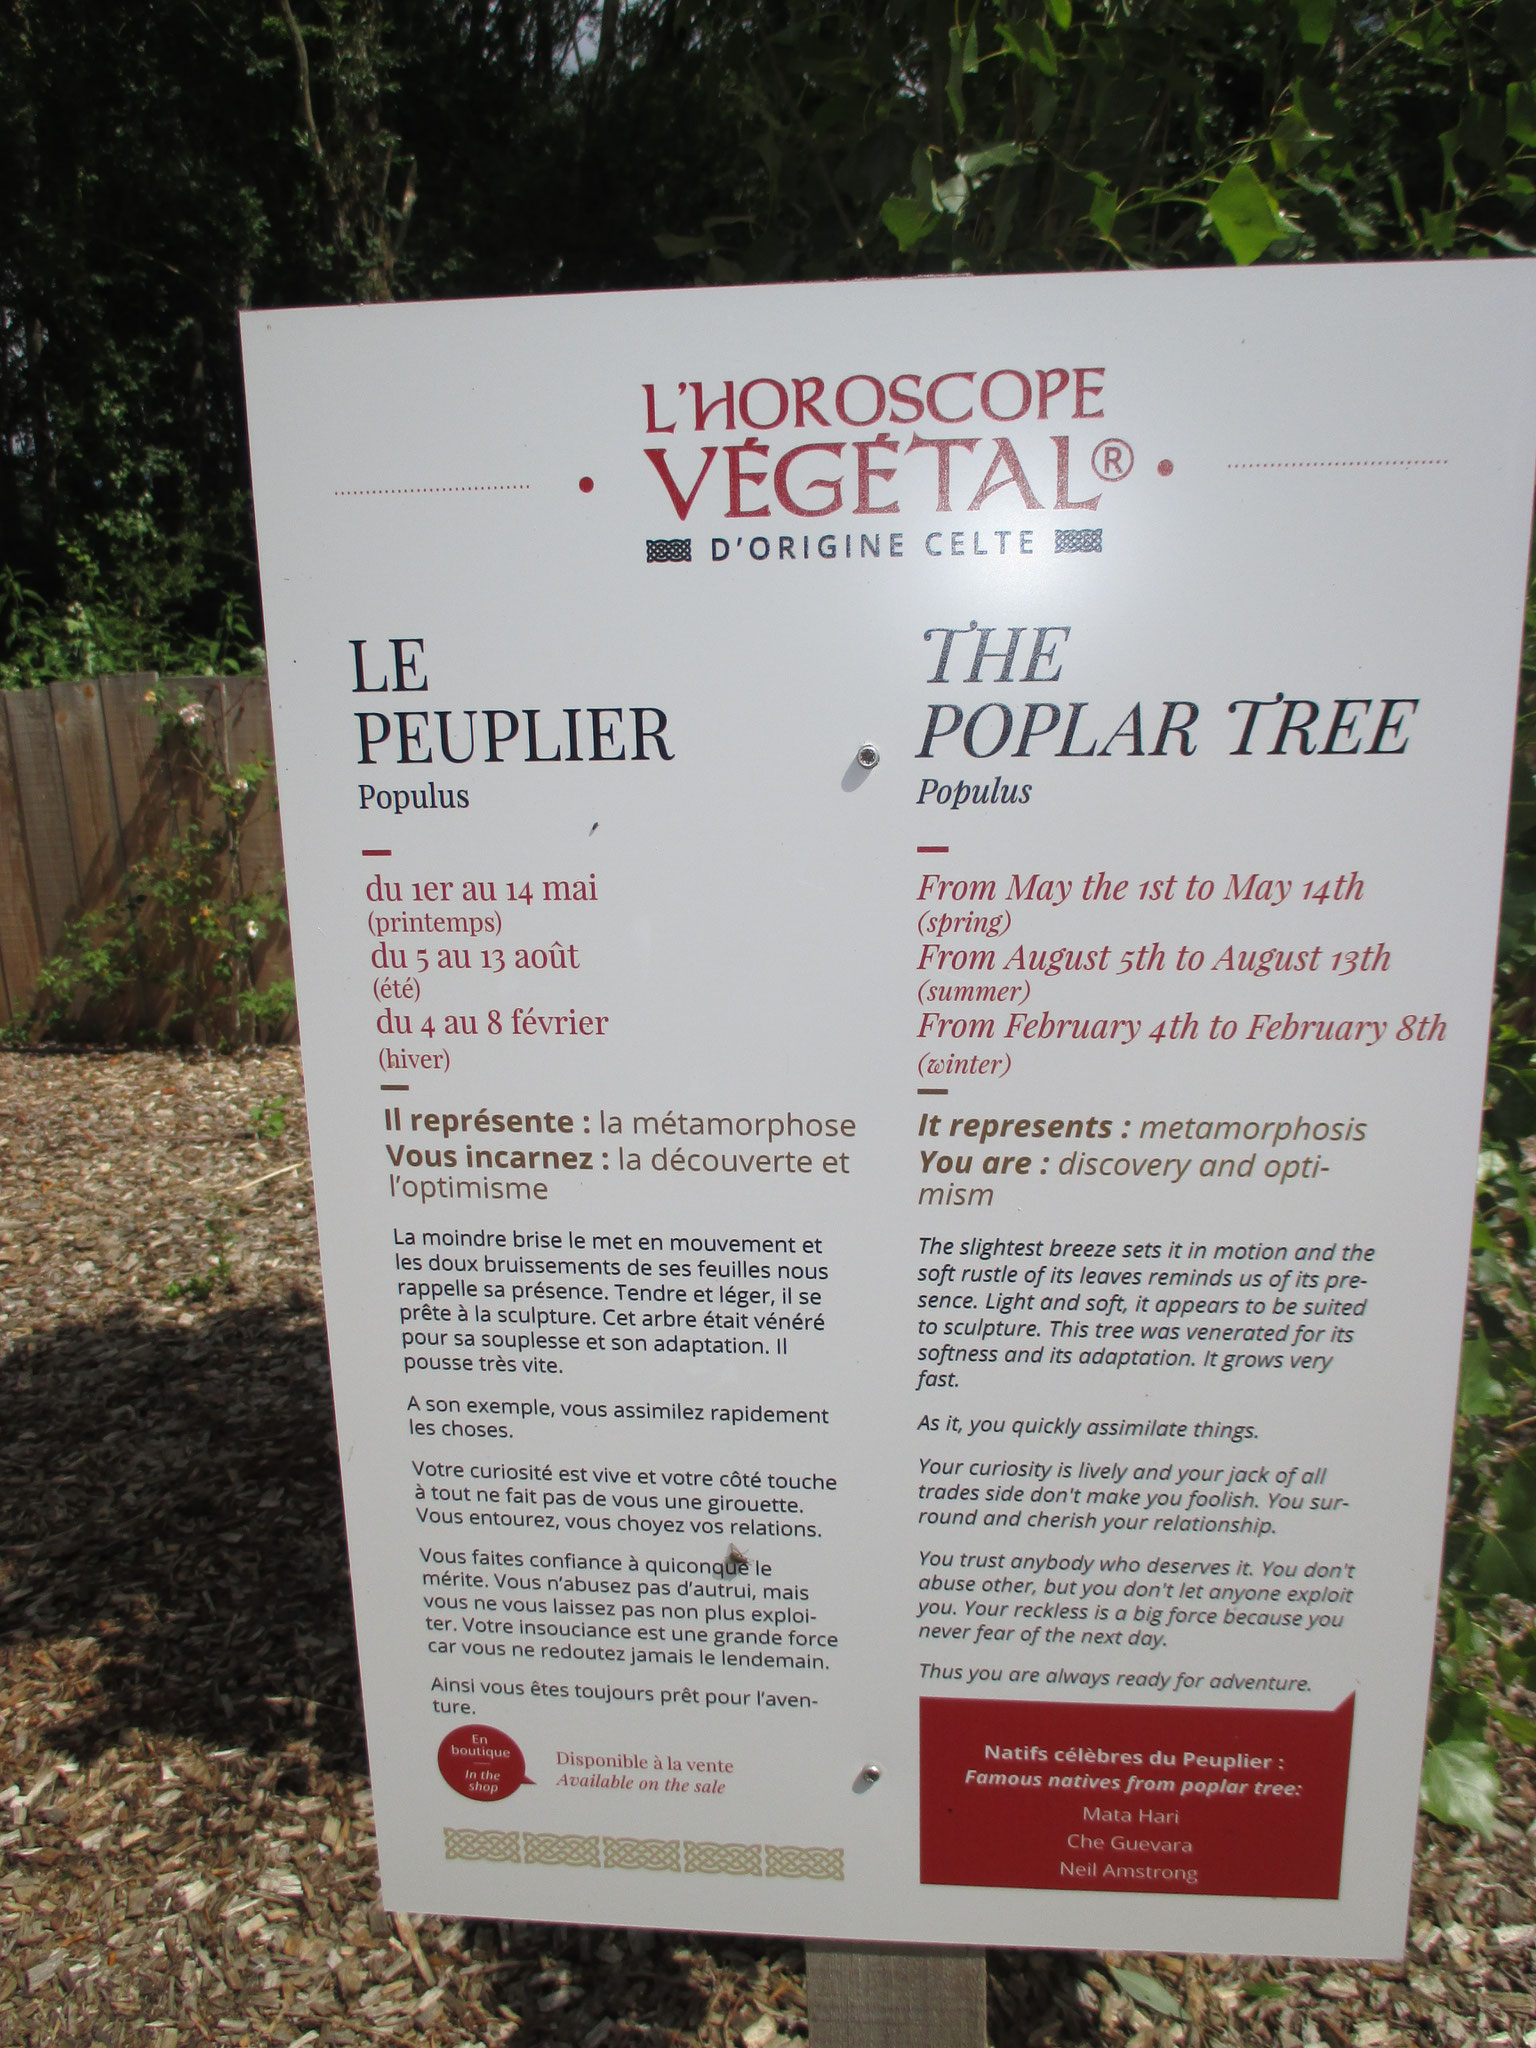 L'HOROSCOPE
VÉGÉTAL®
D'ORIGINE CELTE
LE
PEUPLIER
Populus
du 1er au 14 mai
(printemps)
du 5 au 13 août
(été)
du 4 au 8 février
(hiver)
Il représente : la métamorphose
Vous incarnez : la découverte et
l'optimisme
La moindre brise le met en mouvement et
les doux bruissements de ses feuilles nous
rappelle sa présence. Tendre et léger, il se
prête à la sculpture. Cet arbre était vénéré
pour sa souplesse et son adaptation. Il
pousse très vite.
A son exemple, vous assimilez rapidement
les choses.
Votre curiosité est vive et votre côté touche
à tout ne fait pas de vous une girouette.
Vous entourez, vous choyez vos relations.
Vous faites confiance à quiconque le
mérite. Vous n'abusez pas d'autrui, mais
vous ne vous laissez pas non plus exploi-
ter. Votre insouciance est une grande force
car vous ne redoutez jamais le lendemain.
Ainsi vous êtes toujours prêt pour l'aven-
ture.
En
boutique
In the
shop
Disponible à la vente
Available on the sale
THE
POPLAR TREE
Populus
From May the 1st to May 14th
(spring)
From August 5th to August 13th
(summer)
From February 4th to February 8th
(winter)
It represents : metamorphosis
You are : discovery and opti-
mism
The slightest breeze sets it in motion and the
soft rustle of its leaves reminds us of its pre-
sence. Light and soft, it appears to be suited
to sculpture. This tree was venerated for its
softness and its adaptation. It grows very
fast.
As it, you quickly assimilate things.
Your curiosity is lively and your jack of all
trades side don't make you foolish. You sur-
round and cherish your relationship.
You trust anybody who deserves it. You don't
abuse other, but you don't let anyone exploit
you. Your reckless is a big force because you
never fear of the next day.
Thus you are always ready for adventure.
Natifs célèbres du Peuplier :
Famous natives from poplar tree:
Mata Hari
Che Guevara
Neil Amstrong